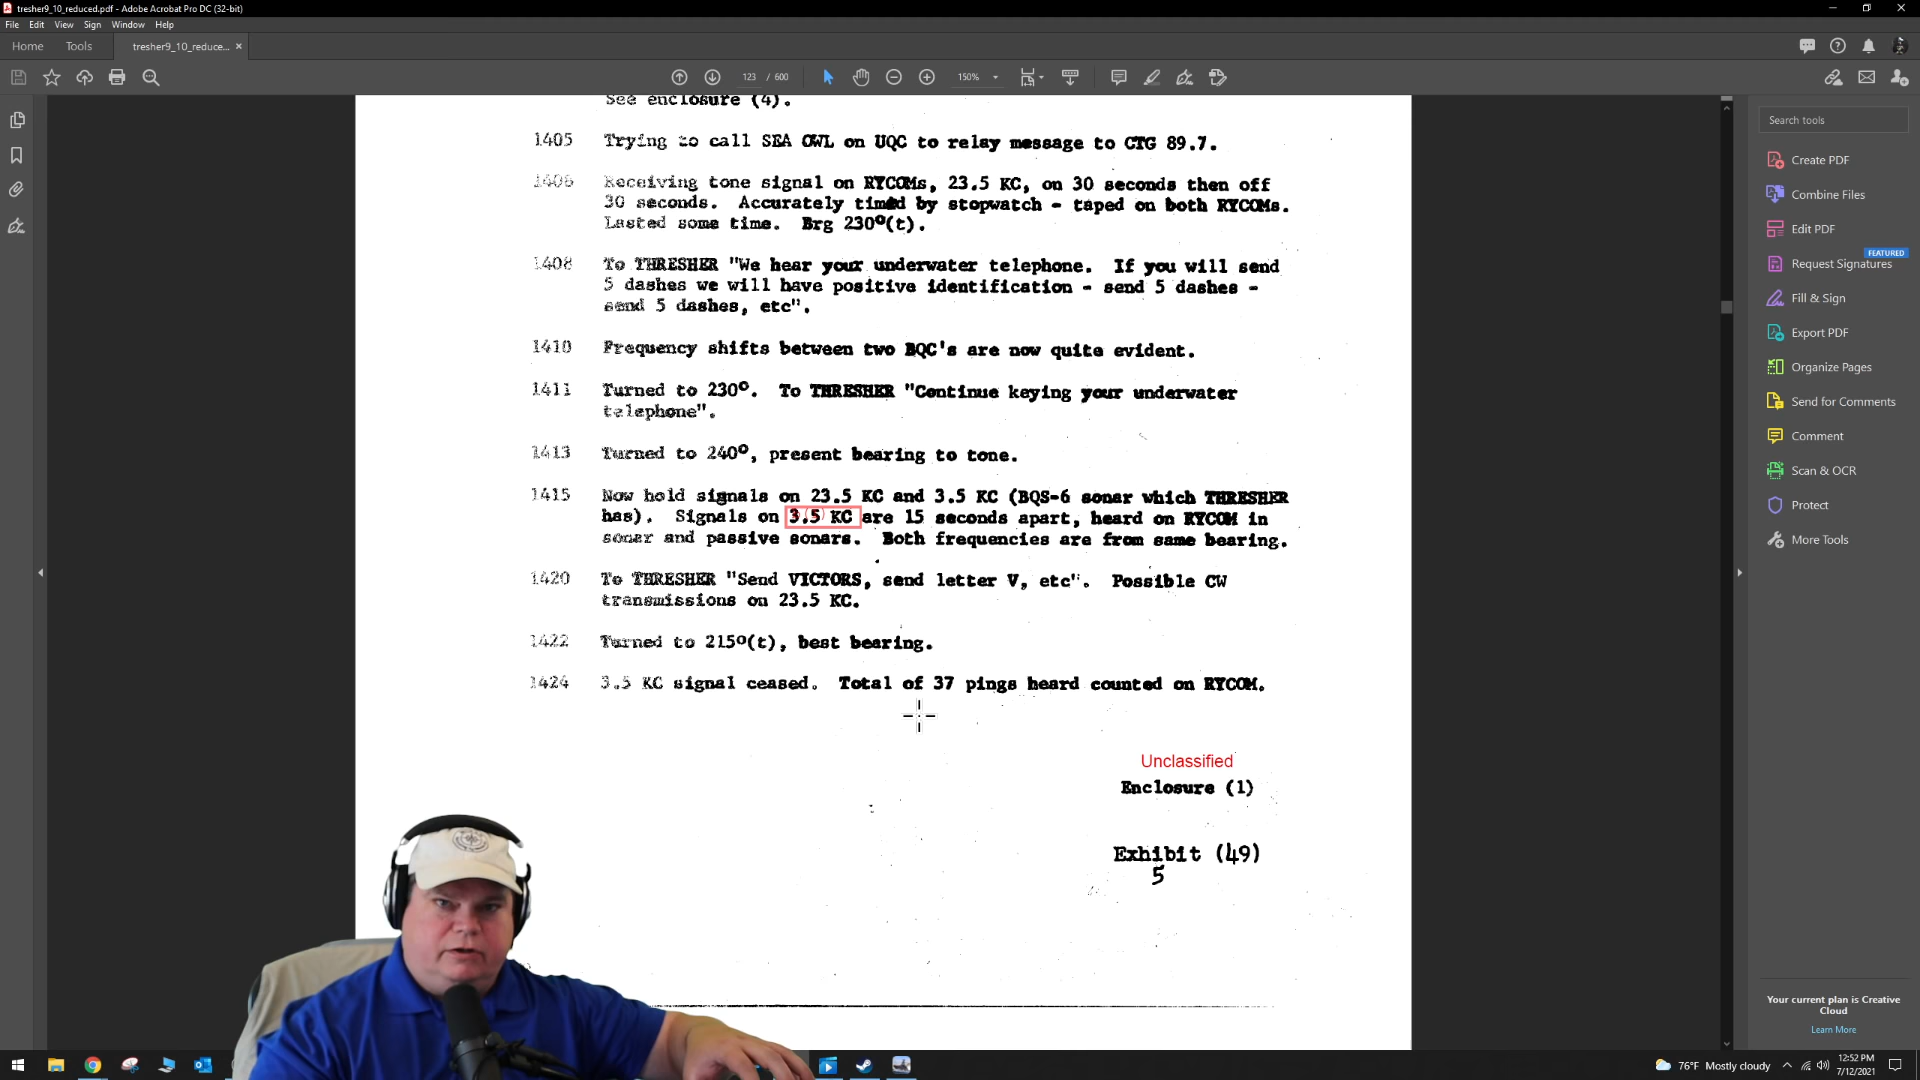 tresher9_10_reduced.pdf - Adobe Acrobat Pro DC (32-bit)
File Edit View Sign Window Help
Home Tools tresher9_10_reduce... ×
123 / 600 150%
See enclosure (4).
1405 Trying to call SEA OWL on UQC to relay message to CTG 89.7.
1406 Receiving tone signal on RYCOMs, 23.5 KC, on 30 seconds then off
30 seconds. Accurately timed by stopwatch - taped on both RYCOMs.
Lasted some time. Brg 230°(t).
1408 To THRESHER "We hear your underwater telephone. If you will send
5 dashes we will have positive identification - send 5 dashes -
send 5 dashes, etc".
1410 Frequency shifts between two BQC's are now quite evident.
1411 Turned to 230°. To THRESHER "Continue keying your underwater
telephone".
1413 Turned to 240°, present bearing to tone.
1415 Now hold signals on 23.5 KC and 3.5 KC (BQS-6 sonar which THRESHER
has). Signals on 3.5 KC are 15 seconds apart, heard on RYCOM in
sonar and passive sonars. Both frequencies are from same bearing.
1420 To THRESHER "Send VICTORS, send letter V, etc". Possible CW
transmissions on 23.5 KC.
1422 Turned to 215°(t), best bearing.
1424 3.5 KC signal ceased. Total of 37 pings heard counted on RYCOM.
Unclassified
Enclosure (1)
Exhibit (49)
5
Search tools
Create PDF
Combine Files
Edit PDF
FEATURED
Request Signatures
Fill & Sign
Export PDF
Organize Pages
Send for Comments
Comment
Scan & OCR
Protect
More Tools
Your current plan is Creative
Cloud
Learn More
76°F Mostly cloudy
12:52 PM
7/12/2021